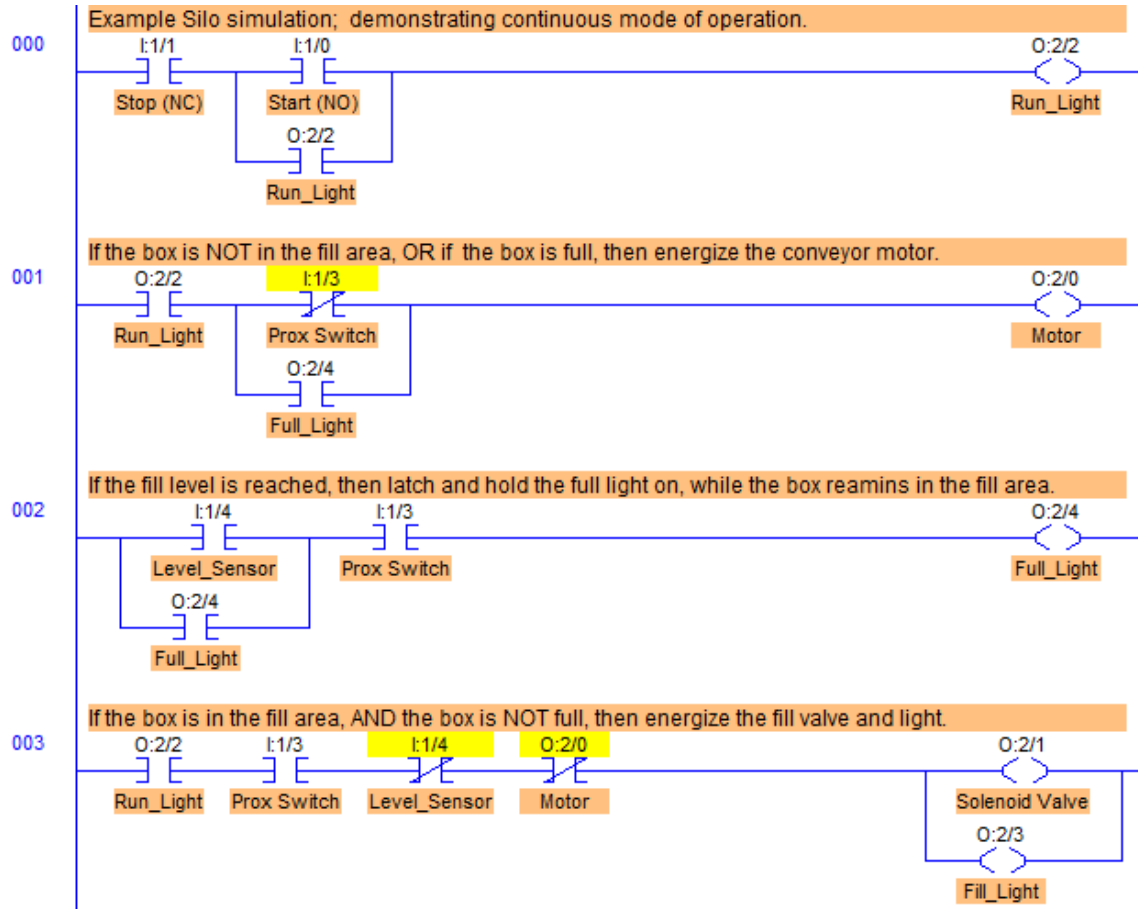 Example Silo simulation;  demonstrating continuous mode of operation.
000
I:1/1 I:1/0 O:2/2
Stop (NC) Start (NO) Run_Light
O:2/2
Run_Light
If the box is NOT in the fill area, OR if  the box is full, then energize the conveyor motor.
001
O:2/2 I:1/3 O:2/0
Run_Light Prox Switch Motor
O:2/4
Full_Light
If the fill level is reached, then latch and hold the full light on, while the box reamins in the fill area.
002
I:1/4 I:1/3 O:2/4
Level_Sensor Prox Switch Full_Light
O:2/4
Full_Light
If the box is in the fill area, AND the box is NOT full, then energize the fill valve and light.
003
O:2/2 I:1/3 I:1/4 O:2/0 O:2/1
Run_Light Prox Switch Level_Sensor Motor Solenoid Valve
O:2/3
Fill_Light